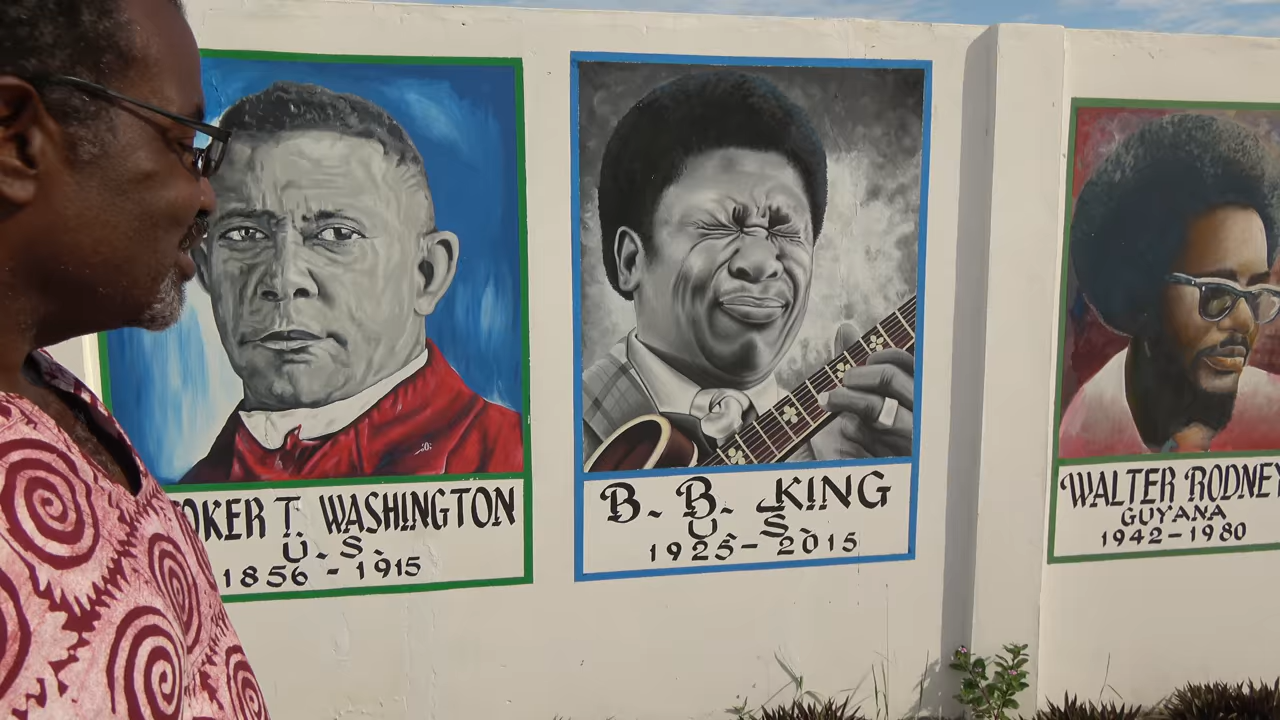 OKER T. WASHINGTON
U.S.
1856 - 1915
B. B. KING
U. S.
1925- 2015
WALTER RODNEY
GUYANA
1942-1980